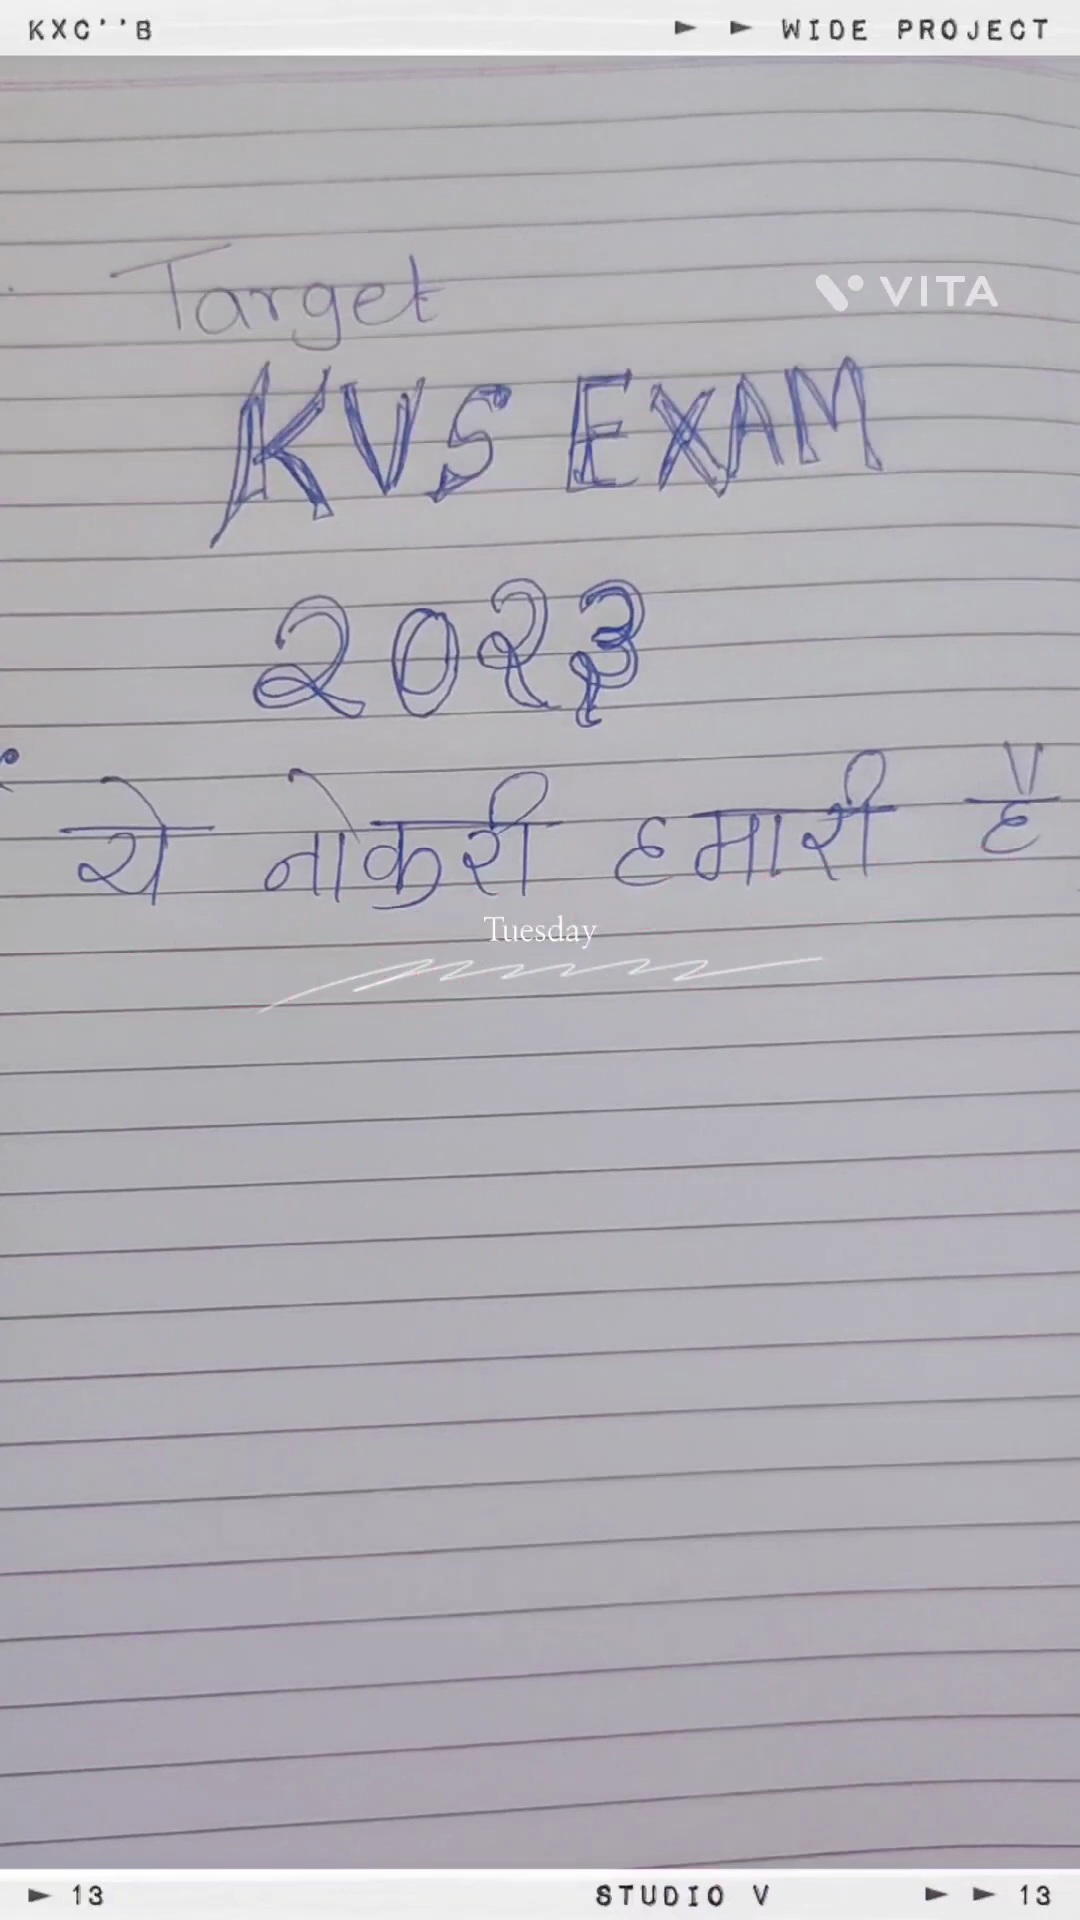 KXC''B ► ► WIDE PROJECT
Target
VITA
KVS EXAM
२०२३
ये नोकरी हमारी है
Tuesday
► 13 STUDIO V ► ► 13